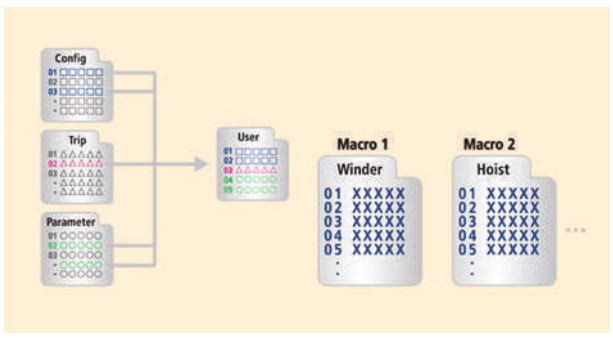 Config
01 □□□□□
02 □□□□□
03 □□□□□
• □□□□□
• □□□□□
Trip
01 △△△△△
02 △△△△△
03 △△△△△
• △△△△△
• △△△△△
Parameter
01 ○○○○○
02 ○○○○○
03 ○○○○○
• ○○○○○
• ○○○○○
User
01 □□□□□
02 □□□□□
03 △△△△△
04 ○○○○○
05 ○○○○○
Macro 1
Winder
01 XXXXX
02 XXXXX
03 XXXXX
04 XXXXX
05 XXXXX
:
Macro 2
Hoist
01 XXXXX
02 XXXXX
03 XXXXX
04 XXXXX
05 XXXXX
:
...